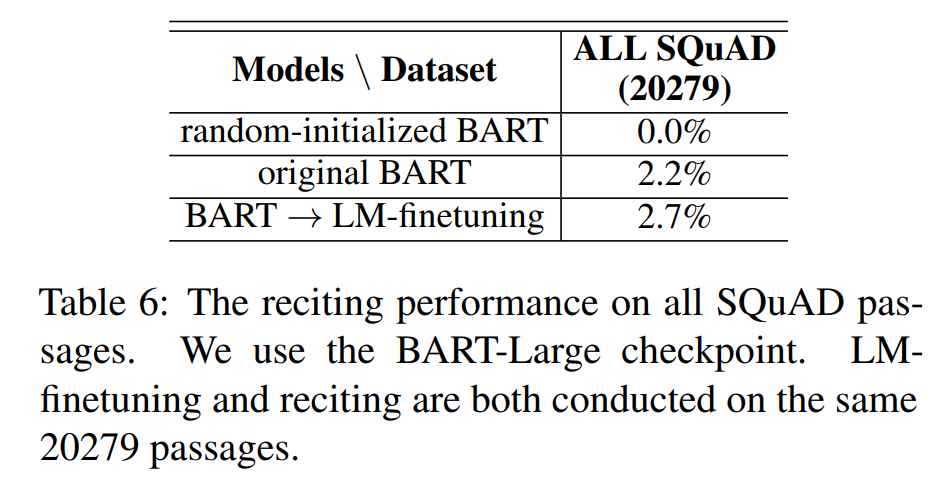 Models \ Dataset
ALL SQuAD
(20279)
random-initialized BART 0.0%
original BART 2.2%
BART → LM-finetuning 2.7%
Table 6: The reciting performance on all SQuAD pas-
sages. We use the BART-Large checkpoint. LM-
finetuning and reciting are both conducted on the same
20279 passages.